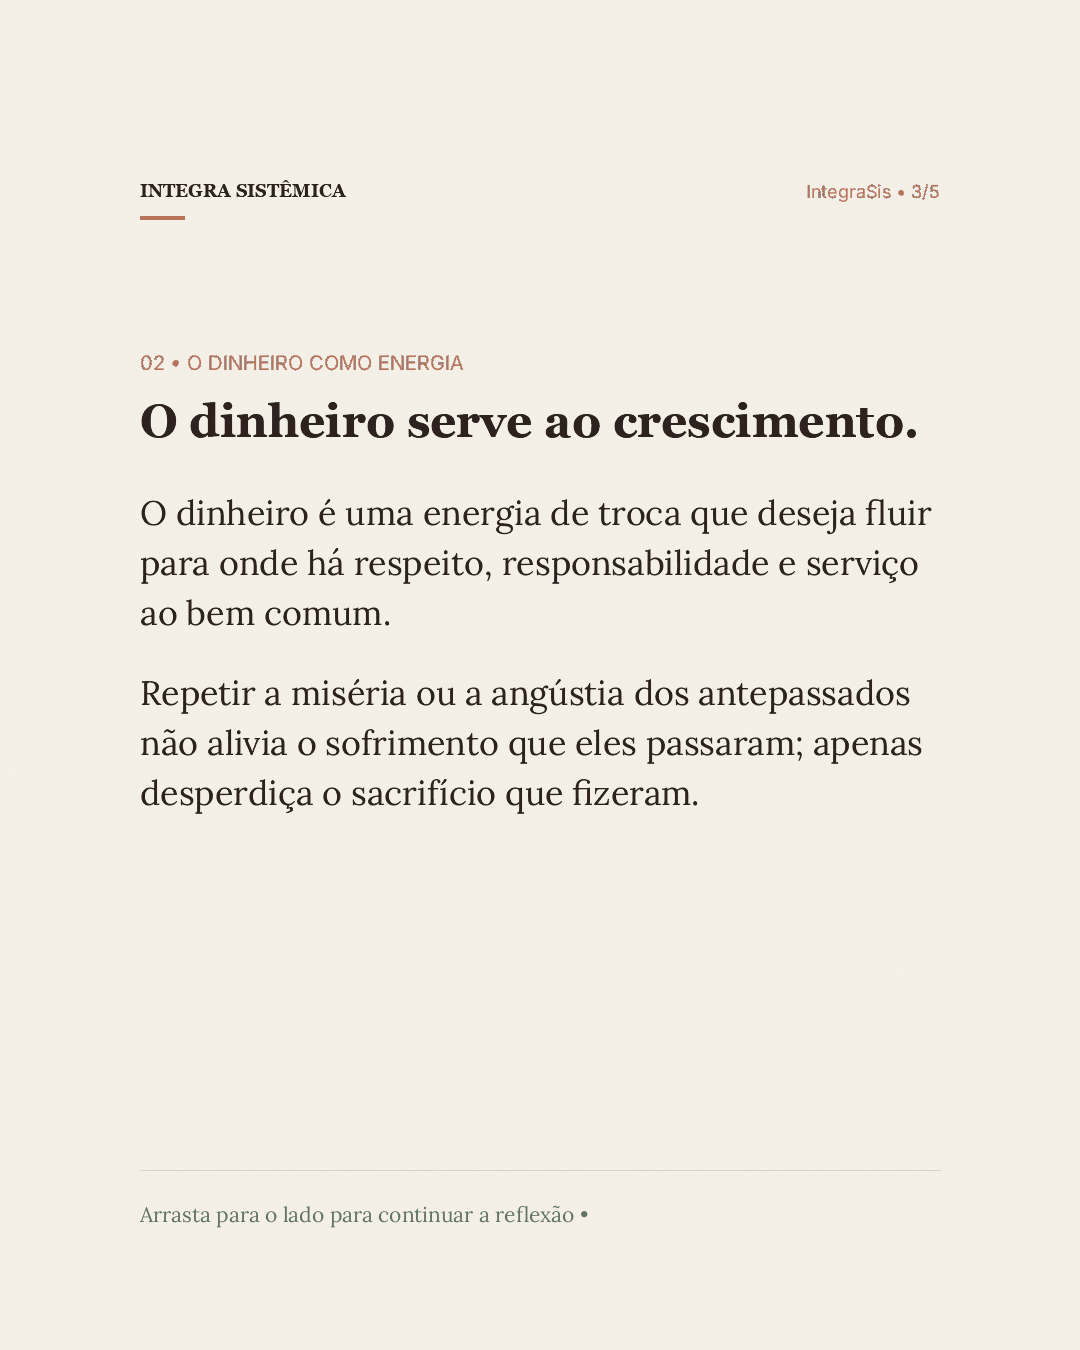 INTEGRA SISTÊMICA
IntegraSis • 3/5
02 • O DINHEIRO COMO ENERGIA
O dinheiro serve ao crescimento.
O dinheiro é uma energia de troca que deseja fluir
para onde há respeito, responsabilidade e serviço
ao bem comum.
Repetir a miséria ou a angústia dos antepassados
não alivia o sofrimento que eles passaram; apenas
desperdiça o sacrifício que fizeram.
Arrasta para o lado para continuar a reflexão •